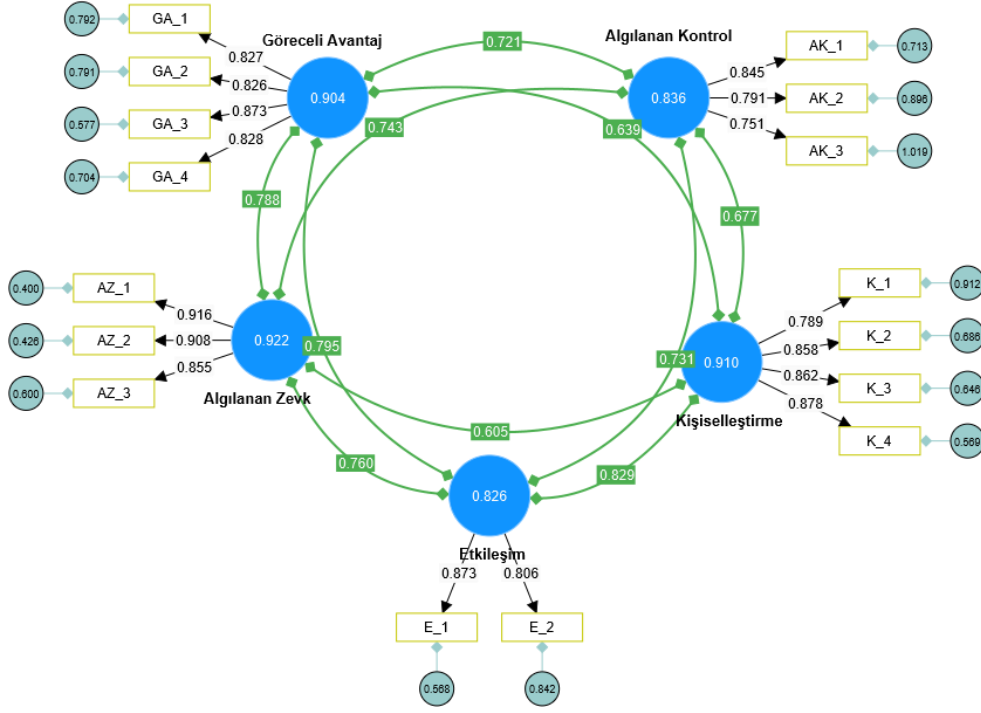 0.792
GA_1
0.827
0.791
GA_2
0.826
0.577
GA_3
0.873
0.704
GA_4
0.828
Göreceli Avantaj
0.904
0.721
Algılanan Kontrol
0.836
0.845
AK_1
0.713
0.791
AK_2
0.896
0.751
AK_3
1.019
0.743
0.639
0.788
0.677
0.400
AZ_1
0.916
0.426
AZ_2
0.908
0.600
AZ_3
0.855
0.922
Algılanan Zevk
0.795
0.731
0.910
Kişiselleştirme
0.789
K_1
0.912
0.858
K_2
0.686
0.862
K_3
0.646
0.878
K_4
0.569
0.605
0.760
0.829
0.826
Etkileşim
0.873
0.806
E_1
E_2
0.568
0.842